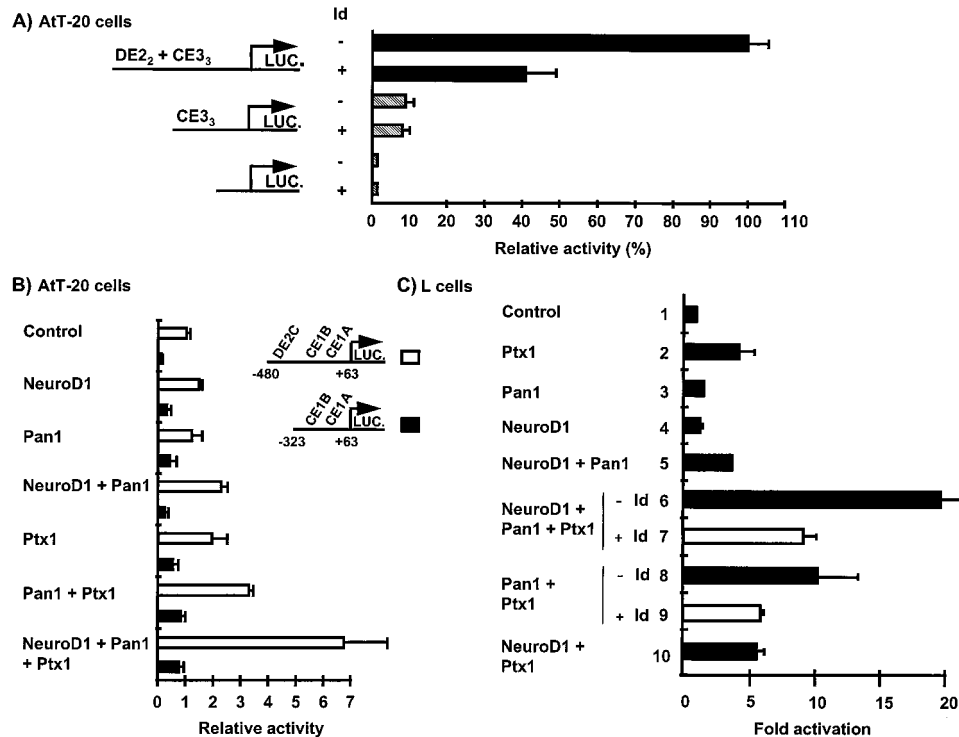 A) AtT-20 cells
Id
DE2₂ + CE3₃
LUC.
-
+
CE3₃
LUC.
-
+
LUC.
-
+
0 10 20 30 40 50 60 70 80 90 100 110
Relative activity (%)
B) AtT-20 cells
Control
NeuroD1
Pan1
NeuroD1 + Pan1
Ptx1
Pan1 + Ptx1
NeuroD1 + Pan1
+ Ptx1
0 1 2 3 4 5 6 7
Relative activity
DE2C CE1B CE1A
LUC.
-480 +63
CE1B CE1A
LUC.
-323 +63
C) L cells
Control 1
Ptx1 2
Pan1 3
NeuroD1 4
NeuroD1 + Pan1 5
NeuroD1 +
Pan1 + Ptx1
- Id 6
+ Id 7
Pan1 +
Ptx1
- Id 8
+ Id 9
NeuroD1 +
Ptx1
10
0 5 10 15 20
Fold activation